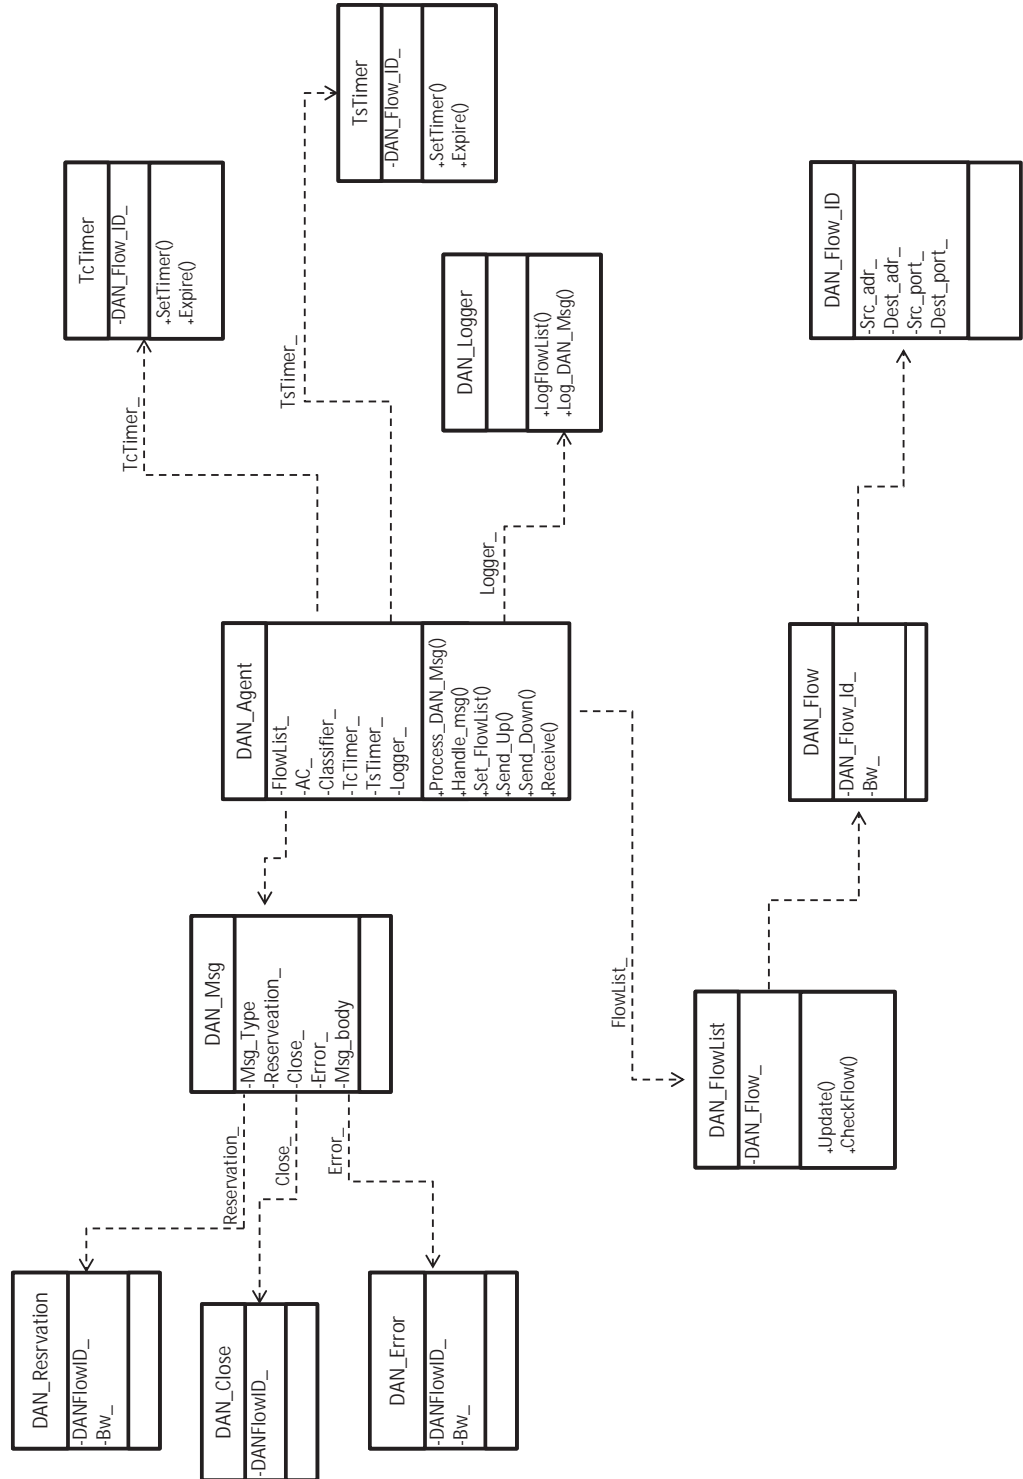 DAN_Resrvation
-DANFlowID_
-Bw_
DAN_Close
-DANFlowID_
DAN_Error
-DANFlowID_
-Bw_
Reservation_
Close_
Error_
DAN_Msg
-Msg_Type
-Reserveation_
-Close_
-Error_
-Msg_body
DAN_FlowList
-DAN_Flow_
+Update()
+CheckFlow()
FlowList_
DAN_Agent
-FlowList_
-AC_
-Classifier_
-TcTimer_
-TsTimer_
-Logger_
+Process_DAN_Msg()
+Handle_msg()
+Set_FlowList()
+Send_Up()
+Send_Down()
+Receive()
DAN_Flow
-DAN_Flow_Id_
-Bw_
TcTimer_
TsTimer_
Logger_
TcTimer
-DAN_Flow_ID_
+SetTimer()
+Expire()
TsTimer
-DAN_Flow_ID_
+SetTimer()
+Expire()
DAN_Logger
+LogFlowList()
+Log_DAN_Msg()
DAN_Flow_ID
-Src_adr_
-Dest_adr_
-Src_port_
-Dest_port_